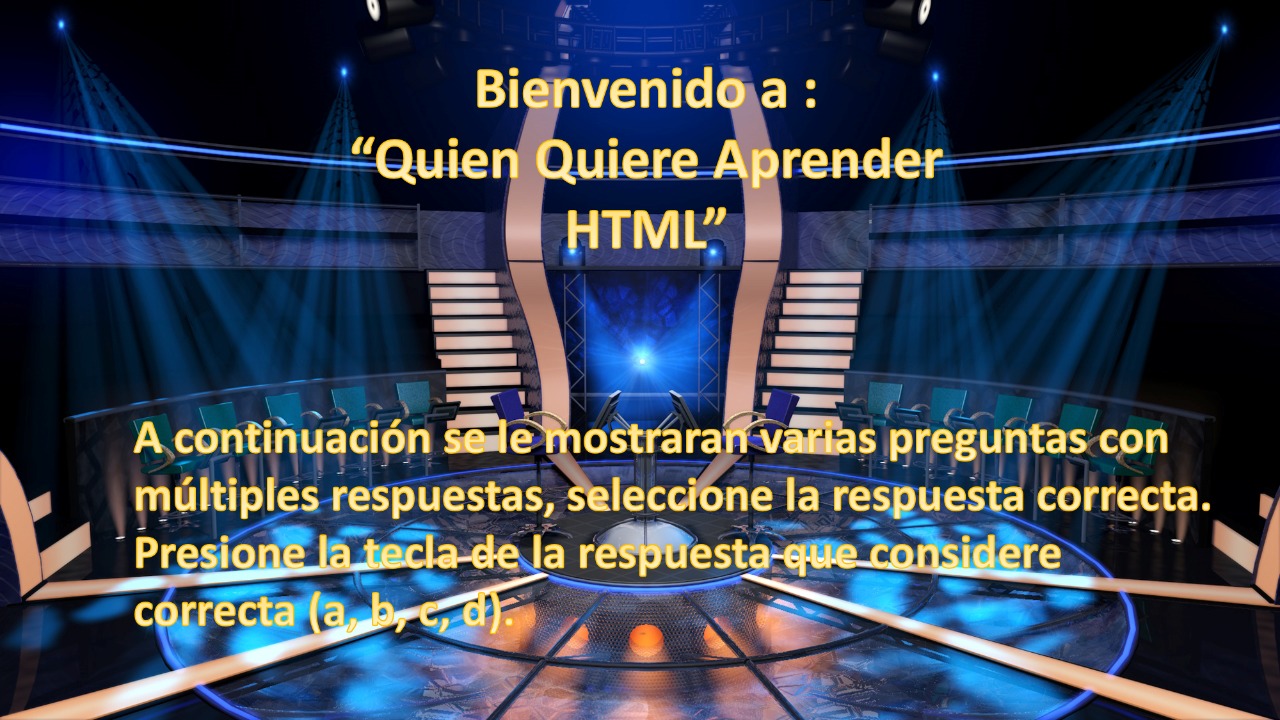 Bienvenido a :
“Quien Quiere Aprender
HTML”
A continuación se le mostraran varias preguntas con
múltiples respuestas, seleccione la respuesta correcta.
Presione la tecla de la respuesta que considere
correcta (a, b, c, d).